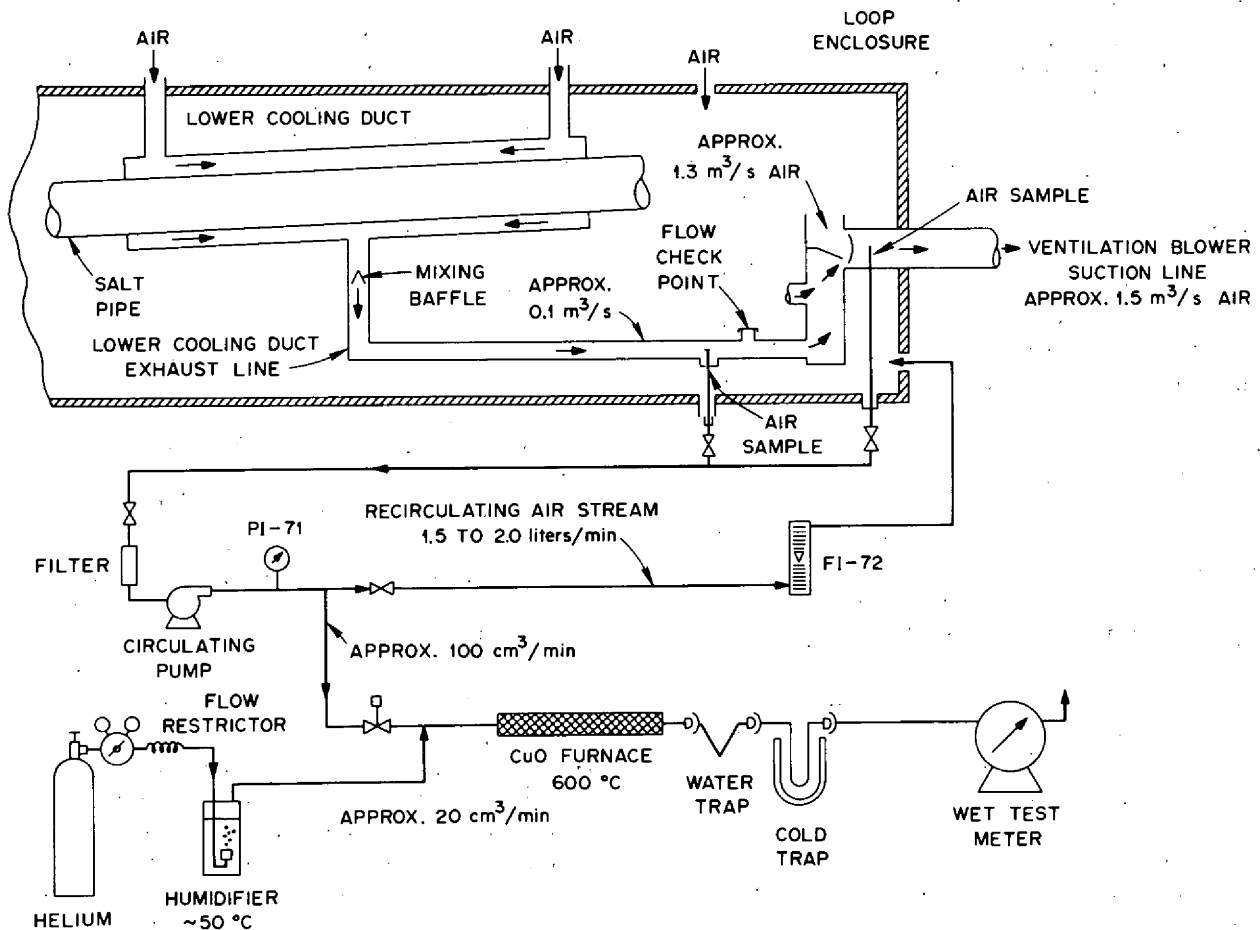 LOOP
ENCLOSURE
AIR
AIR
AIR
LOWER COOLING DUCT
APPROX.
1.3 m³/s AIR
AIR SAMPLE
FLOW
CHECK
POINT
MIXING
BAFFLE
SALT
PIPE
APPROX.
0.1 m³/s
VENTILATION BLOWER
SUCTION LINE
APPROX. 1.5 m³/s AIR
LOWER COOLING DUCT
EXHAUST LINE
AIR
SAMPLE
RECIRCULATING AIR STREAM
1.5 TO 2.0 liters/min
PI-71
FILTER
FI-72
CIRCULATING
PUMP
APPROX. 100 cm³/min
FLOW
RESTRICTOR
CuO FURNACE
600 °C
WATER
TRAP
COLD
TRAP
WET TEST
METER
APPROX. 20 cm³/min
HUMIDIFIER
~50 °C
HELIUM